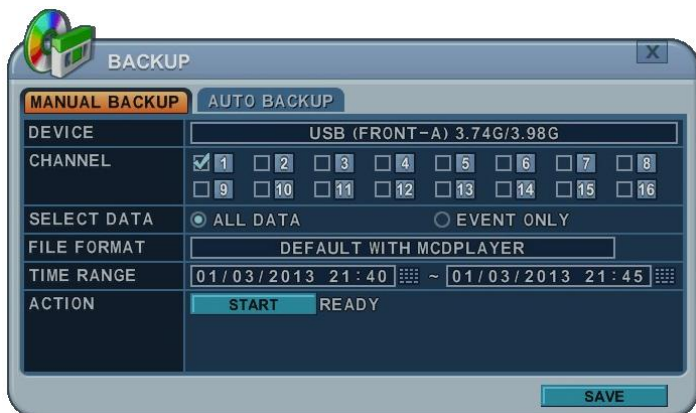 BACKUP
X
MANUAL BACKUP AUTO BACKUP
DEVICE USB (FRONT-A) 3.74G/3.98G
CHANNEL 1 2 3 4 5 6 7 8
9 10 11 12 13 14 15 16
SELECT DATA ALL DATA EVENT ONLY
FILE FORMAT DEFAULT WITH MCDPLAYER
TIME RANGE 01/03/2013 21:40 ~ 01/03/2013 21:45
ACTION START READY
SAVE